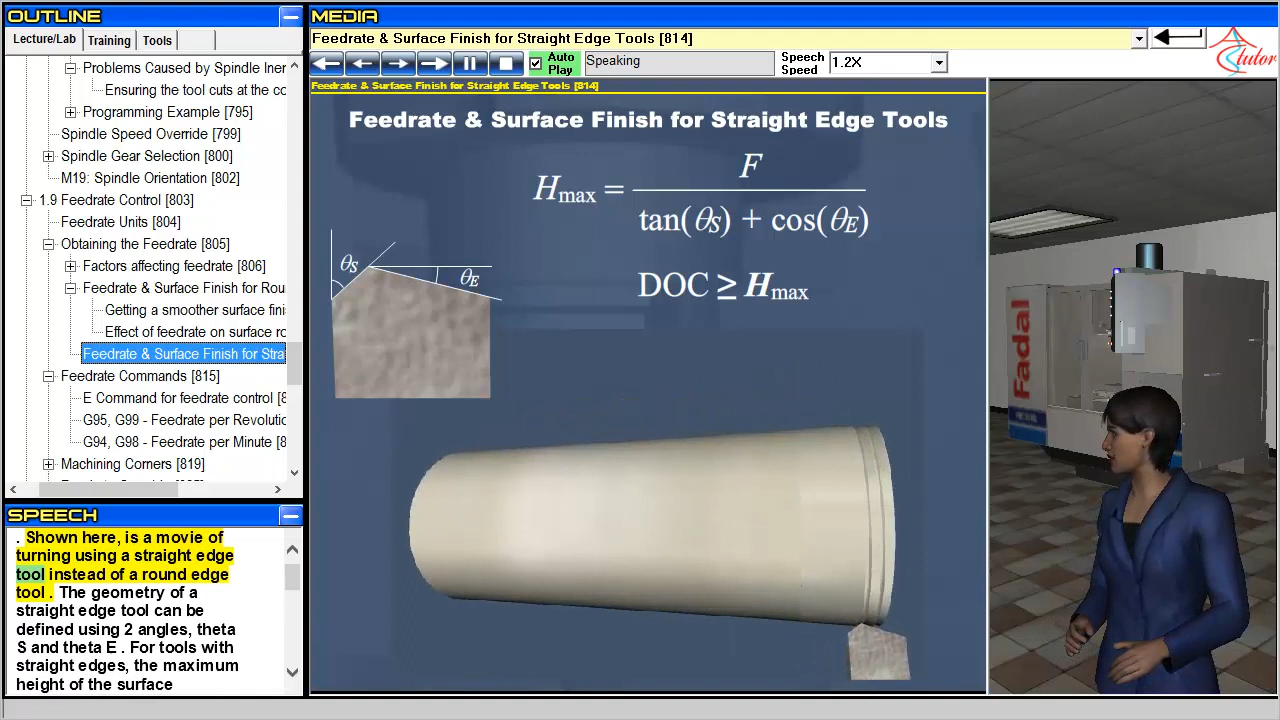 OUTLINE
Lecture/Lab
Training
Tools
Problems Caused by Spindle Iner
Ensuring the tool cuts at the co
Programming Example [795]
Spindle Speed Override [799]
Spindle Gear Selection [800]
M19: Spindle Orientation [802]
1.9 Feedrate Control [803]
Feedrate Units [804]
Obtaining the Feedrate [805]
Factors affecting feedrate [806]
Feedrate & Surface Finish for Rou
Getting a smoother surface fini
Effect of feedrate on surface ro
Feedrate & Surface Finish for Stra
Feedrate Commands [815]
E Command for feedrate control [8
G95, G99 - Feedrate per Revolutio
G94, G98 - Feedrate per Minute [8
Machining Corners [819]
SPEECH
. Shown here, is a movie of
turning using a straight edge
tool instead of a round edge
tool . The geometry of a
straight edge tool can be
defined using 2 angles, theta
S and theta E . For tools with
straight edges, the maximum
height of the surface
MEDIA
Feedrate & Surface Finish for Straight Edge Tools [814]
Auto
Play
Speaking
Speech
Speed
1.2X
tutor
Feedrate & Surface Finish for Straight Edge Tools [814]
Feedrate & Surface Finish for Straight Edge Tools
Hmax = F / tan(θS) + cos(θE)
DOC ≥ Hmax
θS
θE
Fadal